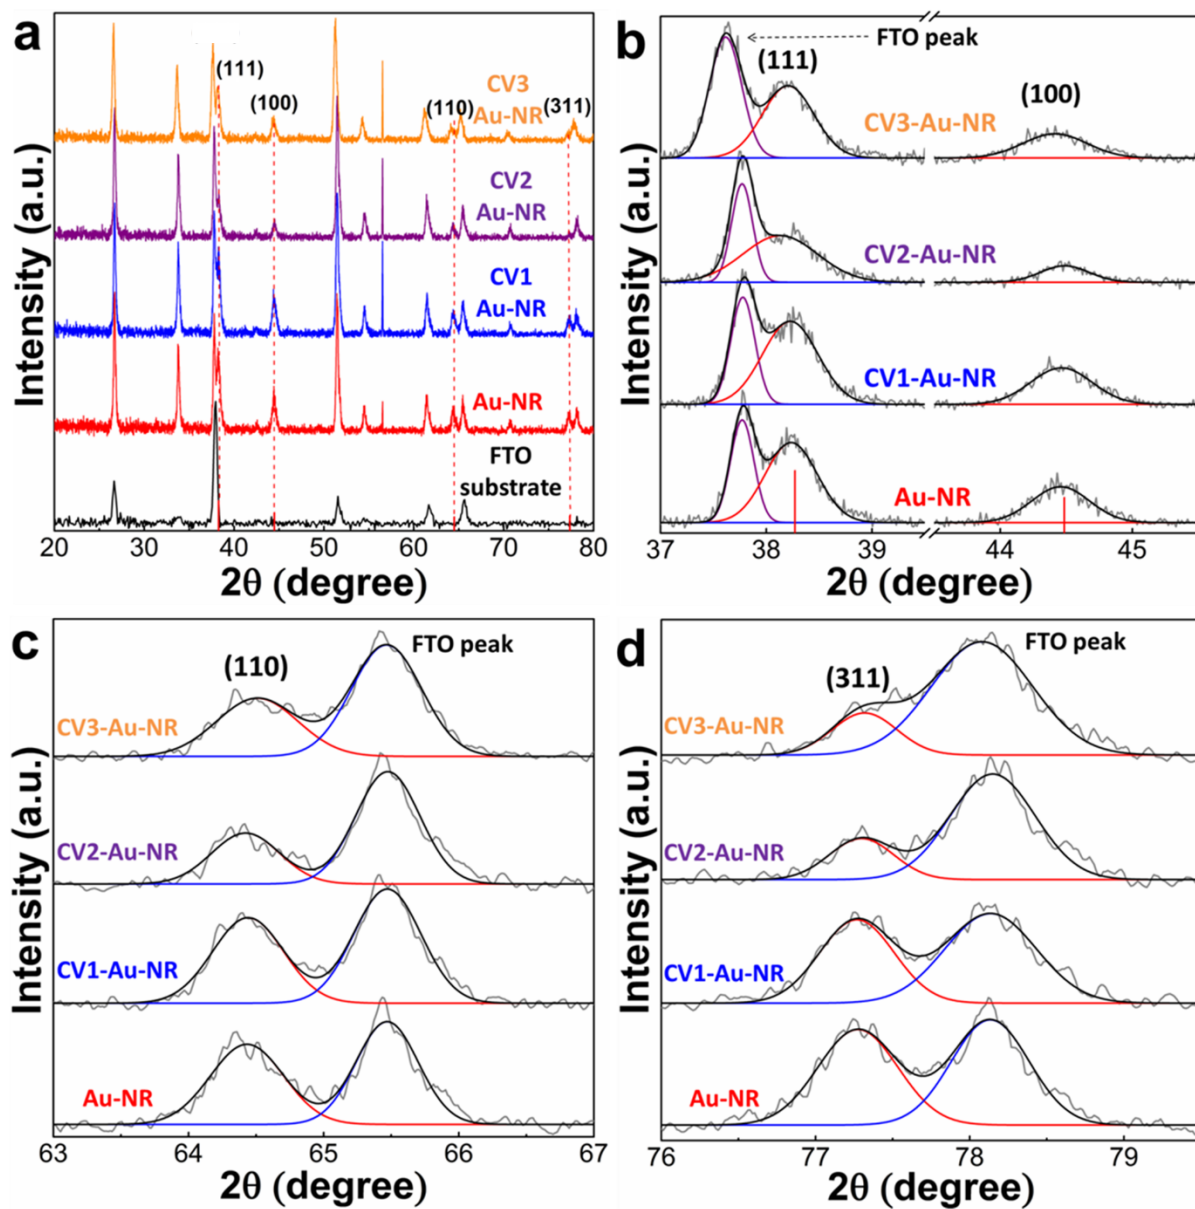 a
Intensity (a.u.)
(111)
(100)
(110)
(311)
CV3
Au-NR
CV2
Au-NR
CV1
Au-NR
Au-NR
FTO
substrate
20 30 40 50 60 70 80
2θ (degree)
b
Intensity (a.u.)
FTO peak
(111)
(100)
CV3-Au-NR
CV2-Au-NR
CV1-Au-NR
Au-NR
37 38 39 44 45
2θ (degree)
c
Intensity (a.u.)
(110)
FTO peak
CV3-Au-NR
CV2-Au-NR
CV1-Au-NR
Au-NR
63 64 65 66 67
2θ (degree)
d
Intensity (a.u.)
(311)
FTO peak
CV3-Au-NR
CV2-Au-NR
CV1-Au-NR
Au-NR
76 77 78 79
2θ (degree)